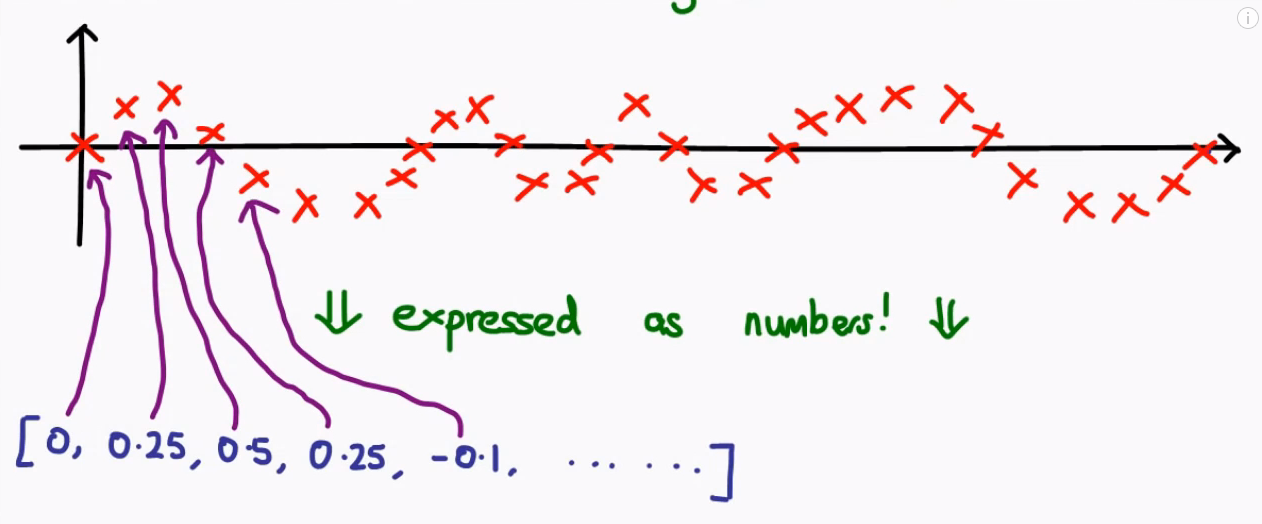 ⇓ expressed as numbers! ⇓
[0, 0.25, 0.5, 0.25, -0.1, ... ...]